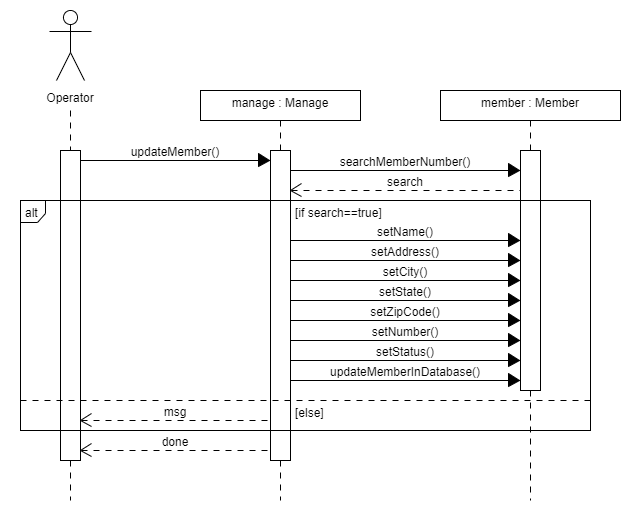 Operator
manage : Manage
member : Member
updateMember()
searchMemberNumber()
search
alt
[if search==true]
setName()
setAddress()
setCity()
setState()
setZipCode()
setNumber()
setStatus()
updateMemberInDatabase()
msg
[else]
done